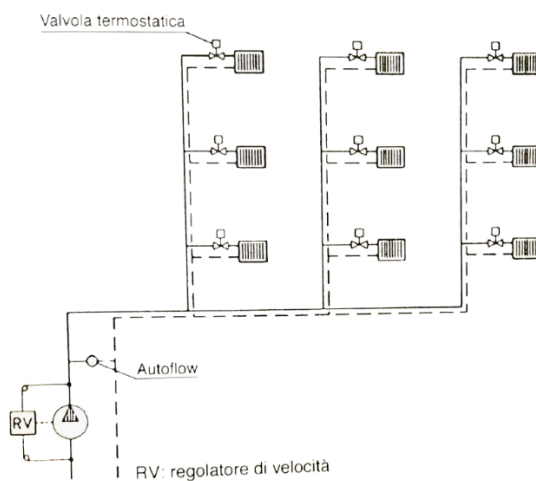 Valvola termostatica
Autoflow
RV
RV: regolatore di velocità